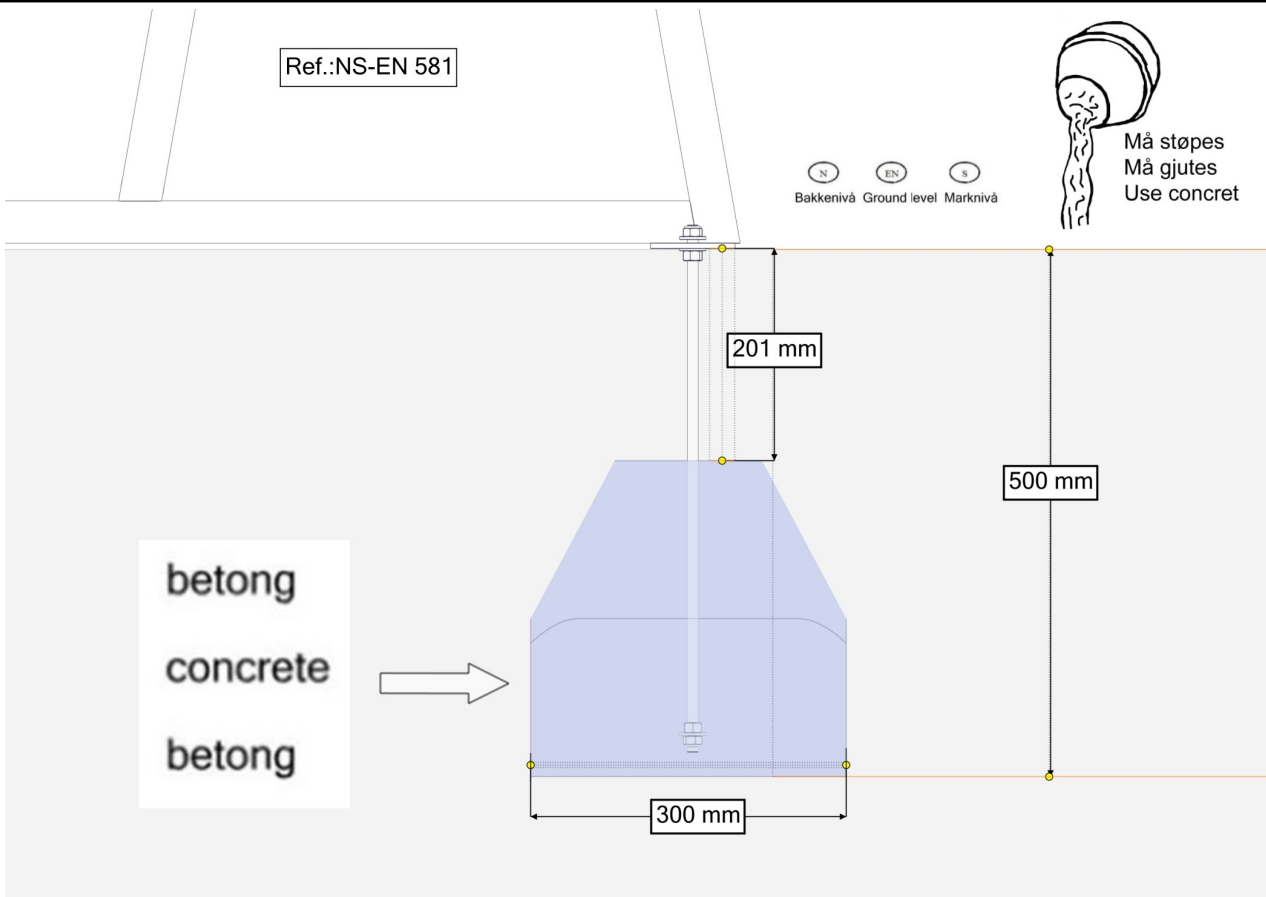 Ref.:NS-EN 581
Må støpes
Må gjutes
Use concret
N EN S
Bakkenivå Ground level Marknivå
201 mm
500 mm
betong
concrete
betong
300 mm